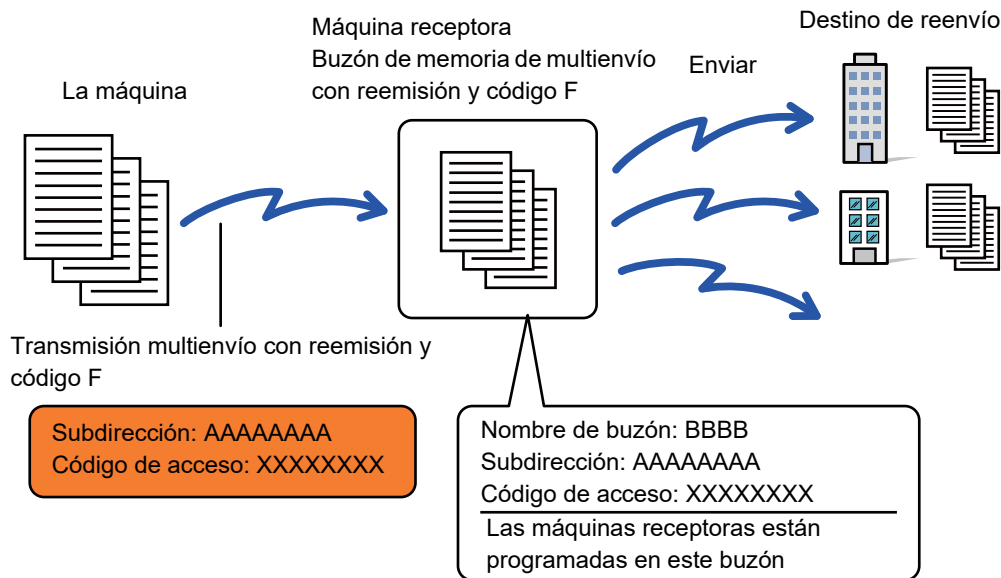 La máquina
Máquina receptora
Buzón de memoria de multienvío
con reemisión y código F
Enviar
Destino de reenvío
Transmisión multienvío con reemisión y
código F
Subdirección: AAAAAAAA
Código de acceso: XXXXXXXX
Nombre de buzón: BBBB
Subdirección: AAAAAAAA
Código de acceso: XXXXXXXX
Las máquinas receptoras están
programadas en este buzón